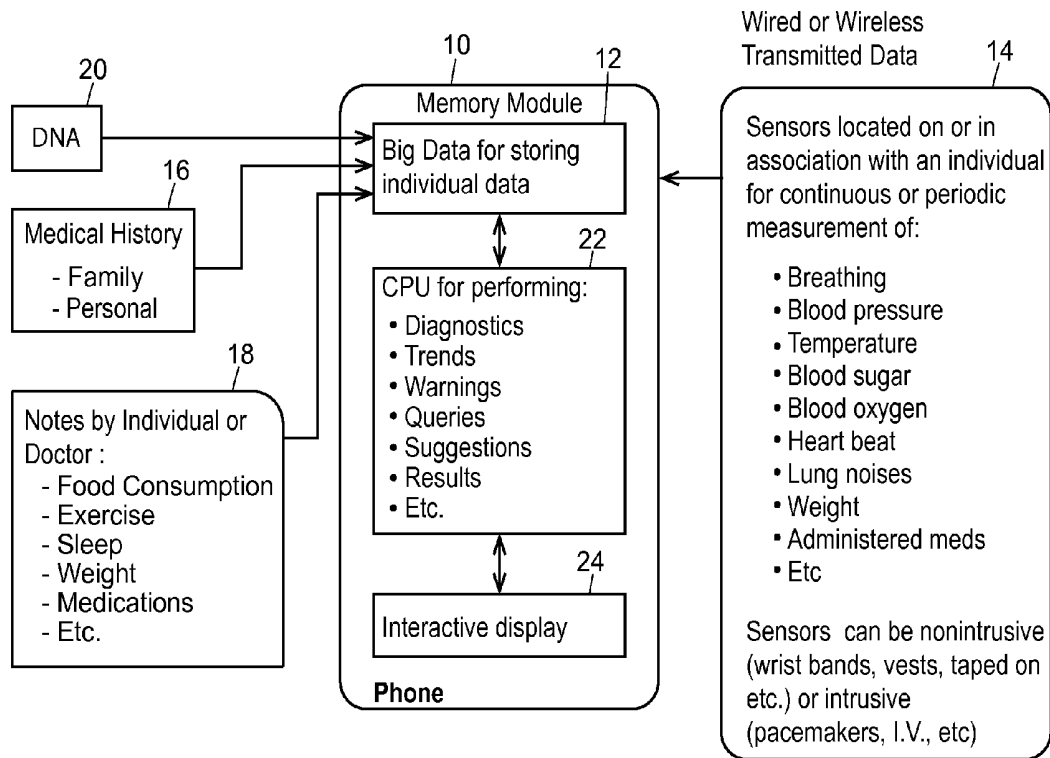 20
DNA
16
Medical History
- Family
- Personal
18
Notes by Individual or
Doctor :
- Food Consumption
- Exercise
- Sleep
- Weight
- Medications
- Etc.
10
12
Memory Module
Big Data for storing
individual data
22
CPU for performing:
• Diagnostics
• Trends
• Warnings
• Queries
• Suggestions
• Results
• Etc.
24
Interactive display
Phone
Wired or Wireless
Transmitted Data
14
Sensors located on or in
association with an individual
for continuous or periodic
measurement of:
• Breathing
• Blood pressure
• Temperature
• Blood sugar
• Blood oxygen
• Heart beat
• Lung noises
• Weight
• Administered meds
• Etc
Sensors can be nonintrusive
(wrist bands, vests, taped on
etc.) or intrusive
(pacemakers, I.V., etc)